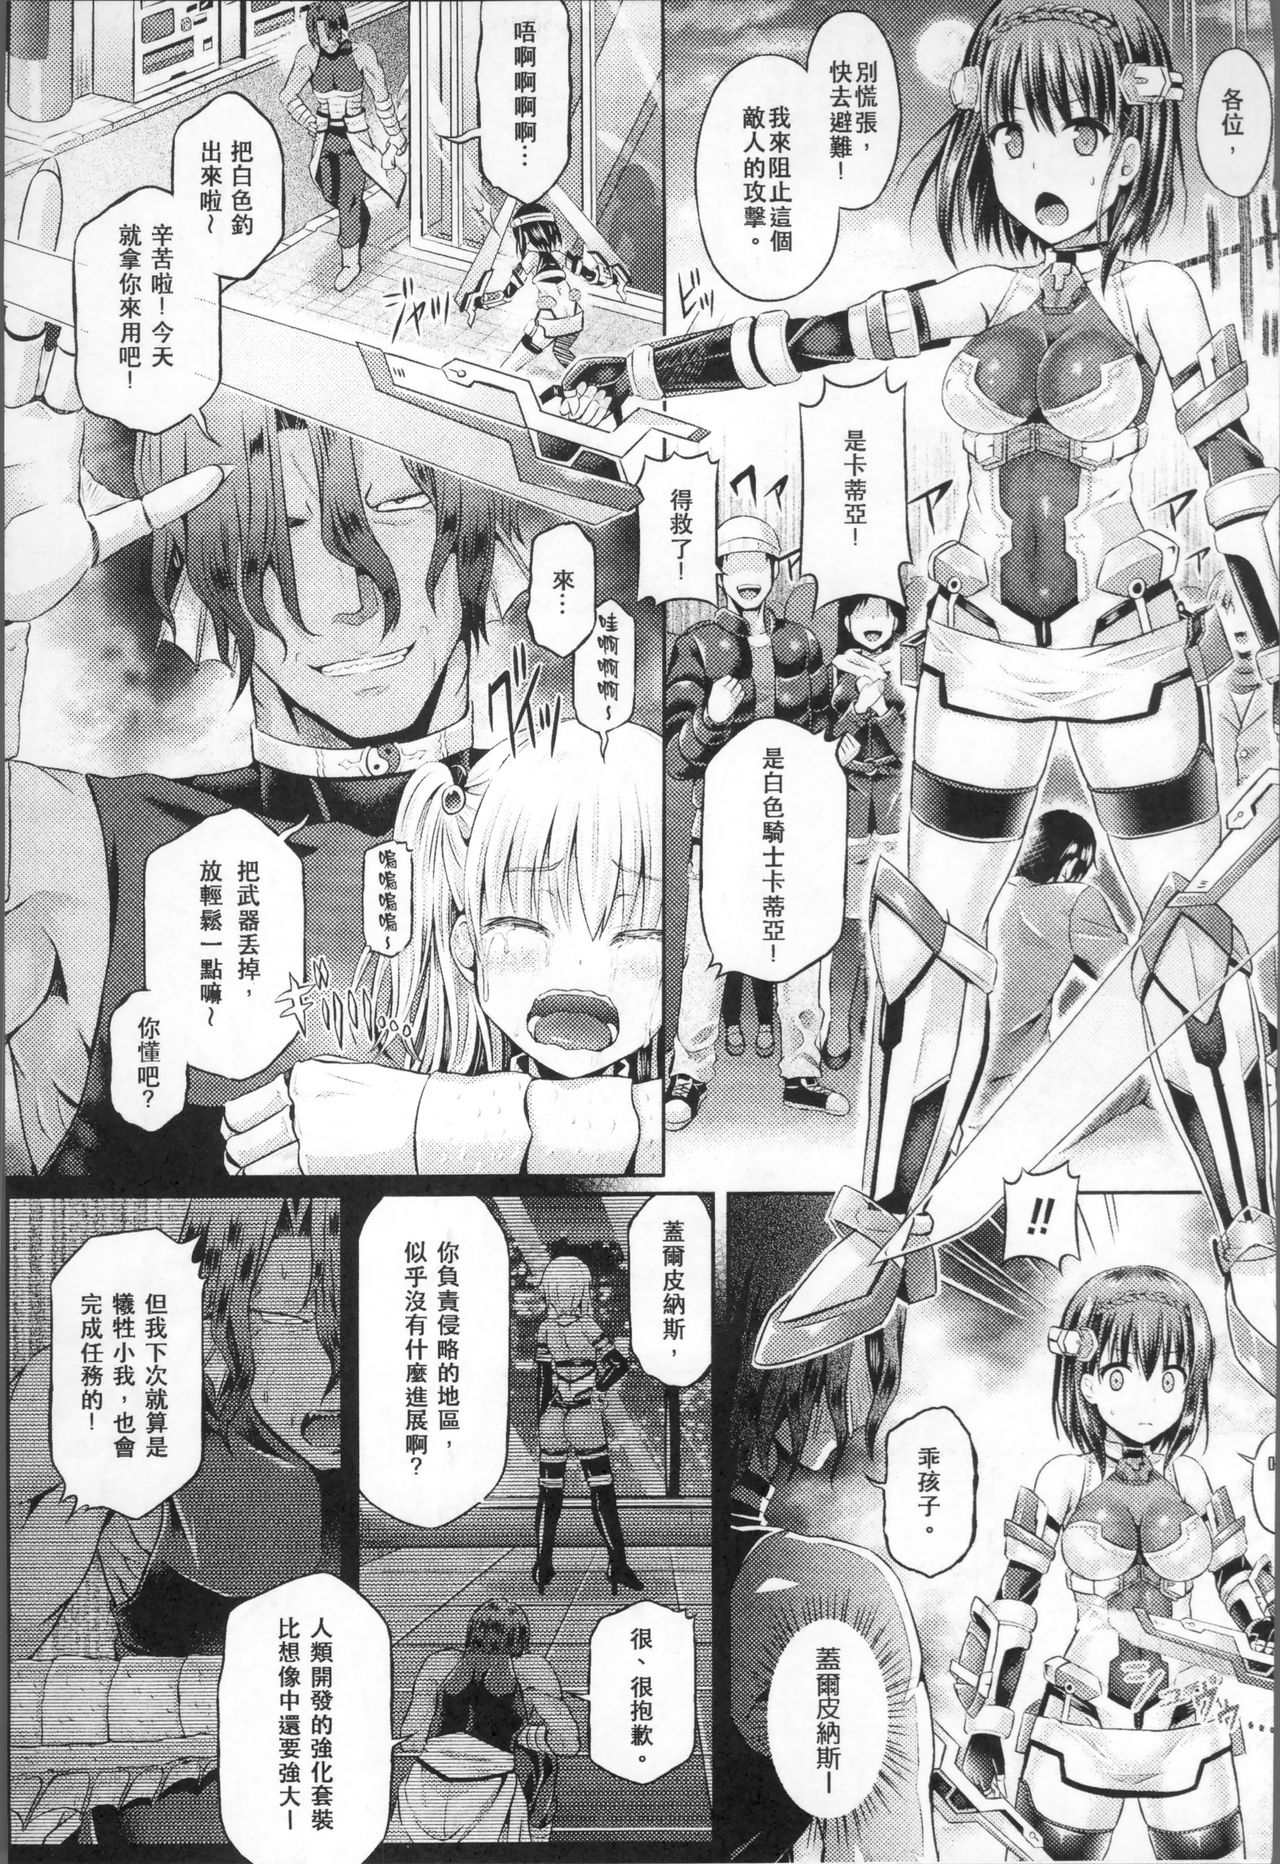 各位，
別慌張，
快去避難！
我來阻止這個
敵人的攻擊。
是卡蒂亞！
得救了！
是白色騎士卡蒂亞！
唔啊啊啊啊…
把白色釣
出來啦～
辛苦啦！今天
就拿你來用吧！
來…
哇啊啊啊～
嗚嗚嗚嗚～
把武器丟掉，
放輕鬆一點嘛～
你懂吧？
!!
乖孩子。
蓋爾皮納斯ー
蓋爾皮納斯，
你負責侵略的地區，
似乎沒有什麼進展啊？
很、很抱歉。
人類開發的強化套裝
比想像中還要強大ー
但我下次就算是
犧牲小我，也會
完成任務的！